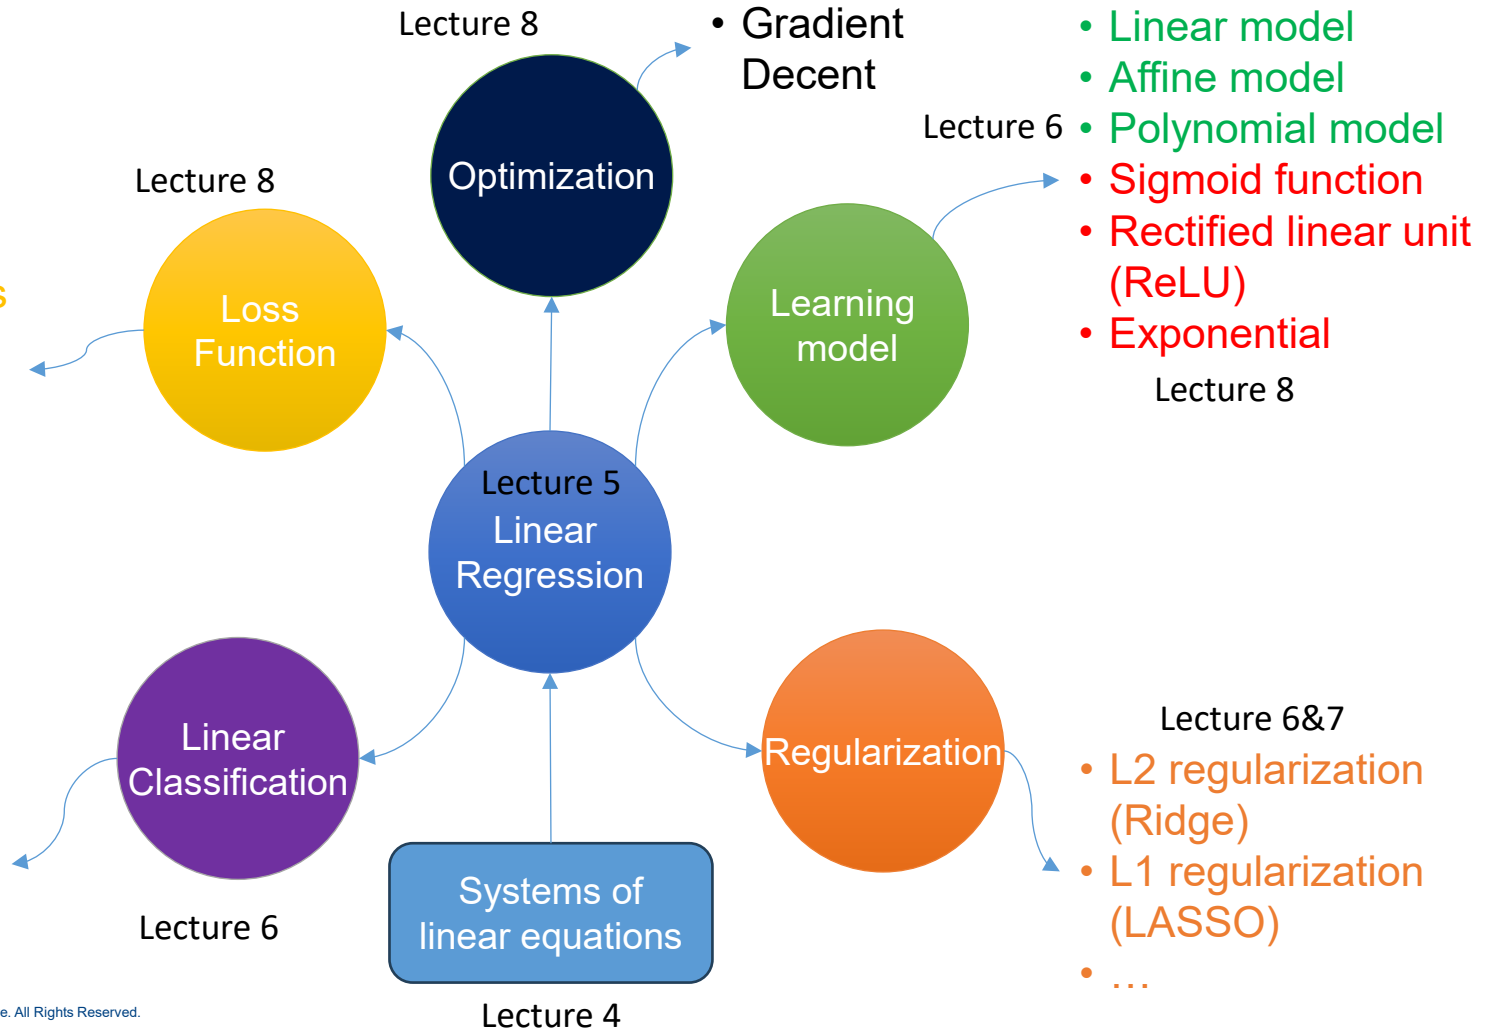 Lecture 8
• Gradient
Decent
• Linear model
• Affine model
Lecture 6
• Polynomial model
• Sigmoid function
• Rectified linear unit
(ReLU)
• Exponential
Lecture 8
Optimization
Lecture 8
Loss
Function
Learning
model
Lecture 5
Linear
Regression
Linear
Classification
Lecture 6
Regularization
Lecture 6&7
• L2 regularization
(Ridge)
• L1 regularization
(LASSO)
• ...
Systems of
linear equations
Lecture 4
e. All Rights Reserved.